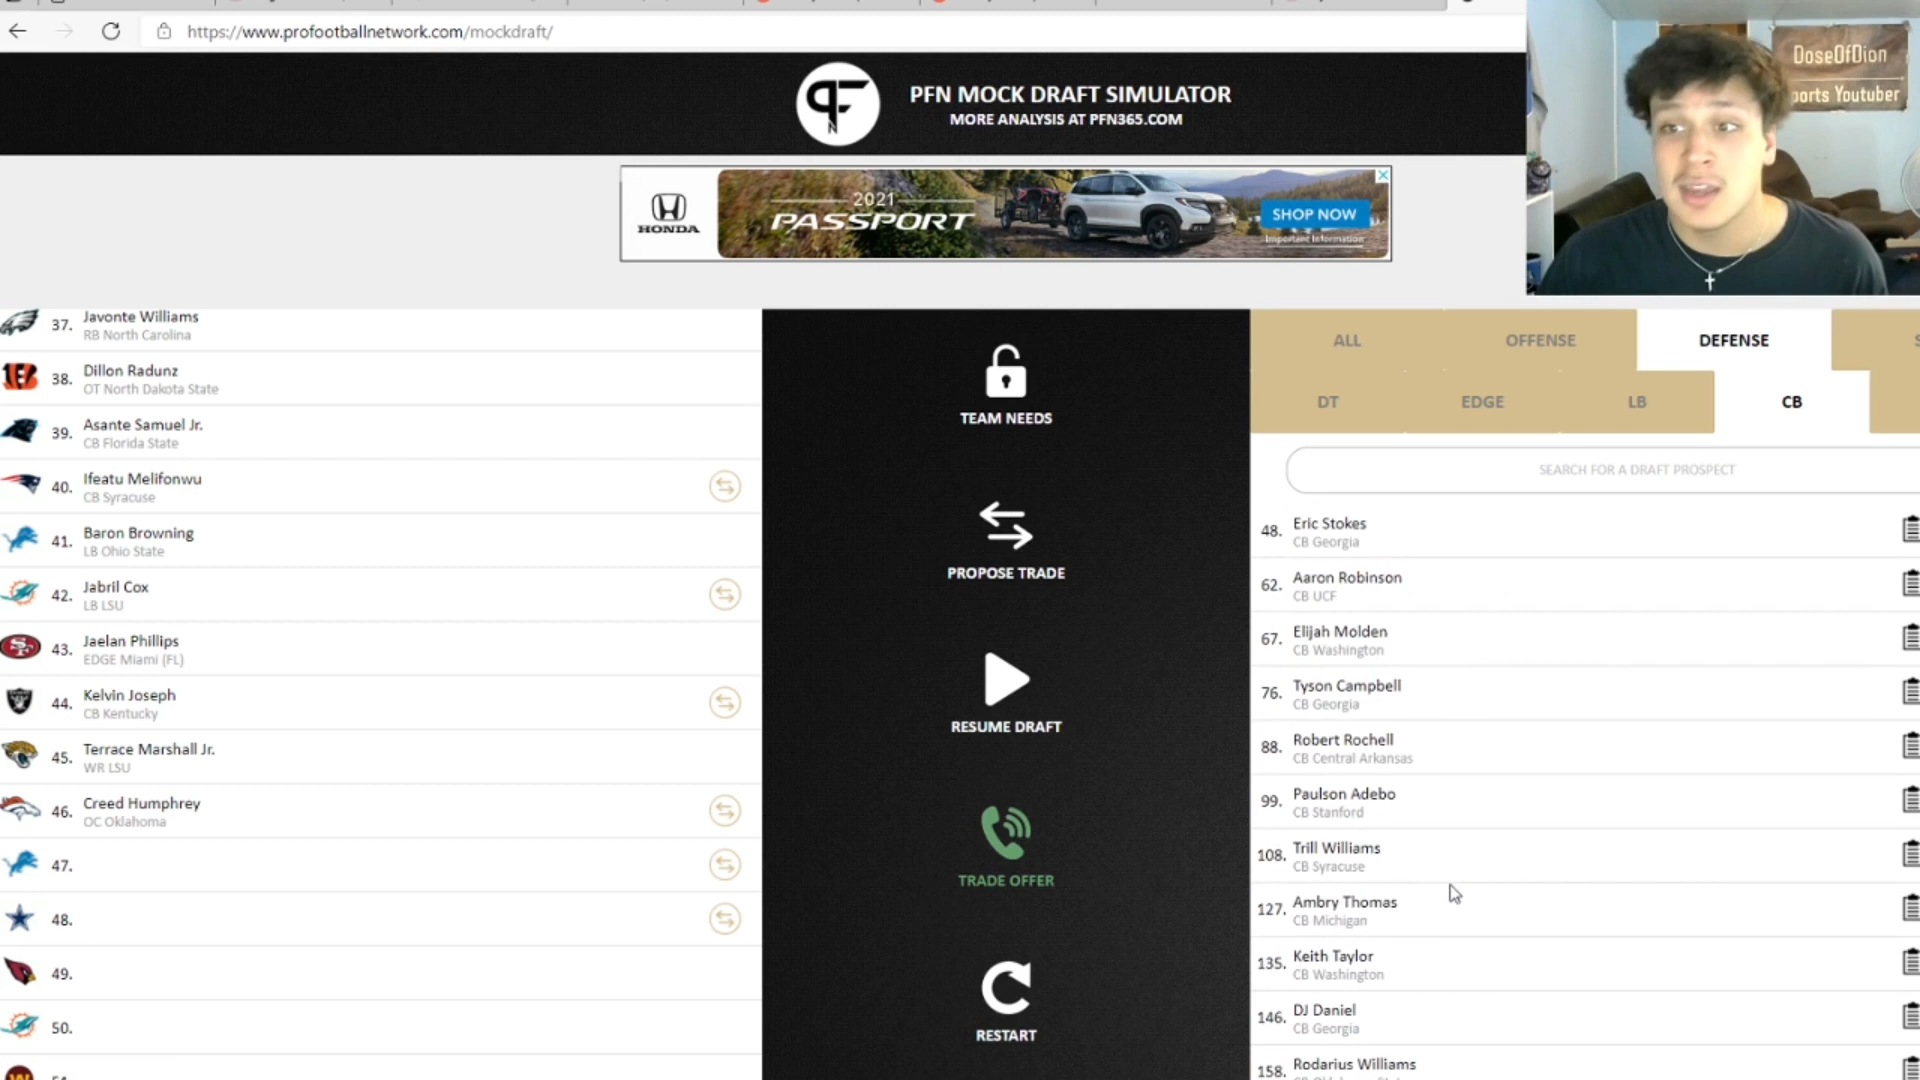 https://www.profootballnetwork.com/mockdraft/
DoseOfDion
ports Youtuber
PFN
PFN MOCK DRAFT SIMULATOR
MORE ANALYSIS AT PFN365.COM
HONDA
2021
PASSPORT
SHOP NOW
Important Information
37.
Javonte Williams
RB North Carolina
38.
Dillon Radunz
OT North Dakota State
39.
Asante Samuel Jr.
CB Florida State
40.
Ifeatu Melifonwu
CB Syracuse
41.
Baron Browning
LB Ohio State
42.
Jabril Cox
LB LSU
43.
Jaelan Phillips
EDGE Miami (FL)
44.
Kelvin Joseph
CB Kentucky
45.
Terrace Marshall Jr.
WR LSU
46.
Creed Humphrey
OC Oklahoma
47.
48.
49.
50.
TEAM NEEDS
PROPOSE TRADE
RESUME DRAFT
TRADE OFFER
RESTART
ALL
OFFENSE
DEFENSE
S
DT
EDGE
LB
CB
SEARCH FOR A DRAFT PROSPECT
48.
Eric Stokes
CB Georgia
62.
Aaron Robinson
CB UCF
67.
Elijah Molden
CB Washington
76.
Tyson Campbell
CB Georgia
88.
Robert Rochell
CB Central Arkansas
99.
Paulson Adebo
CB Stanford
108.
Trill Williams
CB Syracuse
127.
Ambry Thomas
CB Michigan
135.
Keith Taylor
CB Washington
146.
DJ Daniel
CB Georgia
158.
Rodarius Williams